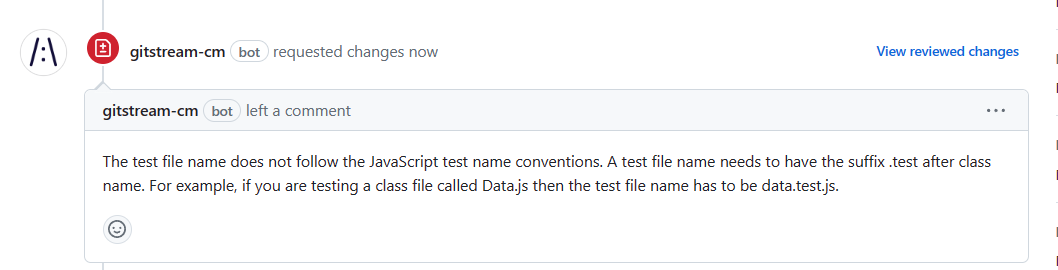 gitstream-cm bot requested changes now View reviewed changes
gitstream-cm bot left a comment
The test file name does not follow the JavaScript test name conventions. A test file name needs to have the suffix .test after class
name. For example, if you are testing a class file called Data.js then the test file name has to be data.test.js.